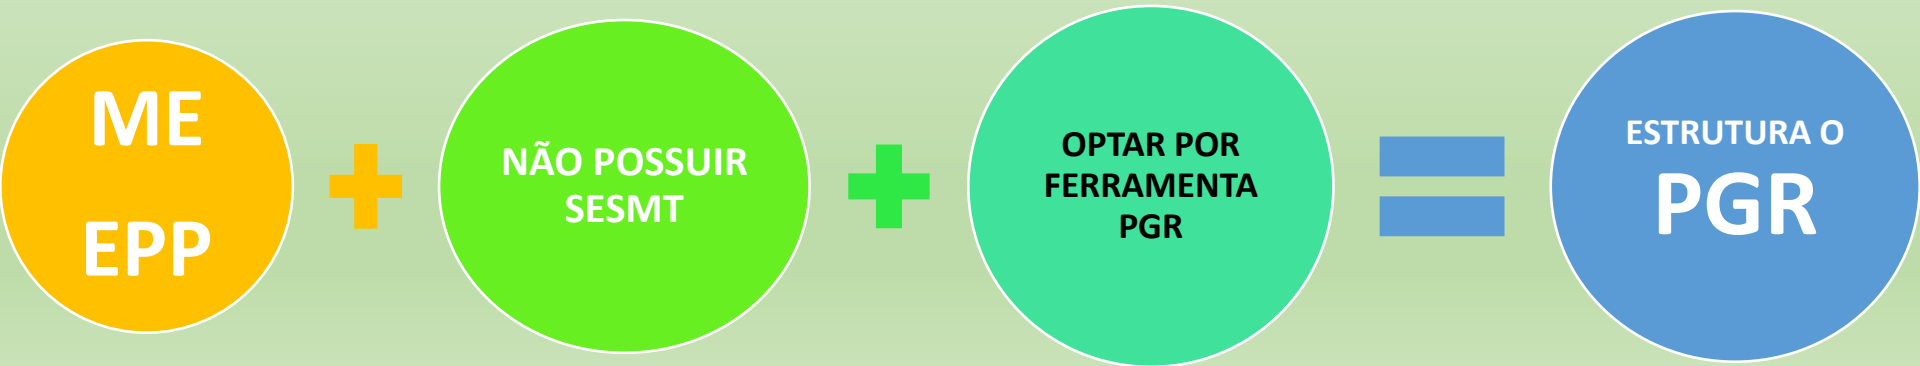 ME
EPP
NÃO POSSUIR
SESMT
OPTAR POR
FERRAMENTA
PGR
ESTRUTURA O
PGR